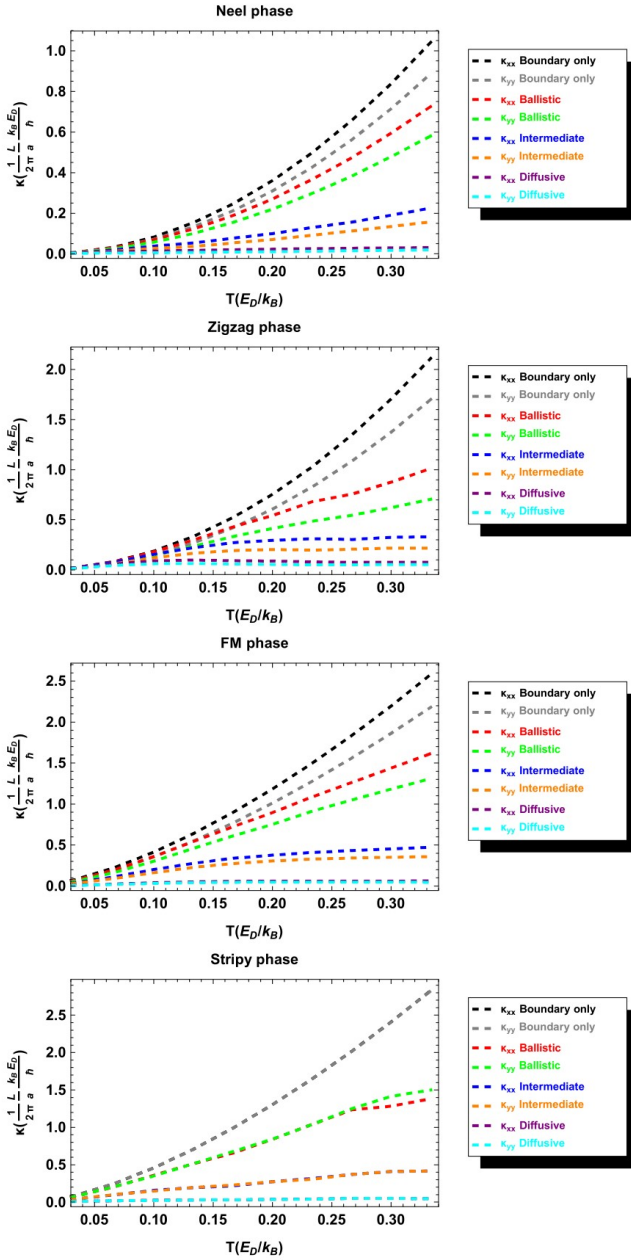 Neel phase
1.0
0.8
0.6
0.4
0.2
0.0
κ(1/2π L/a k_B E_D/ħ)
0.05 0.10 0.15 0.20 0.25 0.30
T(E_D/k_B)
κxx Boundary only
κyy Boundary only
κxx Ballistic
κyy Ballistic
κxx Intermediate
κyy Intermediate
κxx Diffusive
κyy Diffusive
Zigzag phase
2.0
1.5
1.0
0.5
0.0
κ(1/2π L/a k_B E_D/ħ)
0.05 0.10 0.15 0.20 0.25 0.30
T(E_D/k_B)
κxx Boundary only
κyy Boundary only
κxx Ballistic
κyy Ballistic
κxx Intermediate
κyy Intermediate
κxx Diffusive
κyy Diffusive
FM phase
2.5
2.0
1.5
1.0
0.5
0.0
κ(1/2π L/a k_B E_D/ħ)
0.05 0.10 0.15 0.20 0.25 0.30
T(E_D/k_B)
κxx Boundary only
κyy Boundary only
κxx Ballistic
κyy Ballistic
κxx Intermediate
κyy Intermediate
κxx Diffusive
κyy Diffusive
Stripy phase
2.5
2.0
1.5
1.0
0.5
0.0
κ(1/2π L/a k_B E_D/ħ)
0.05 0.10 0.15 0.20 0.25 0.30
T(E_D/k_B)
κxx Boundary only
κyy Boundary only
κxx Ballistic
κyy Ballistic
κxx Intermediate
κyy Intermediate
κxx Diffusive
κyy Diffusive